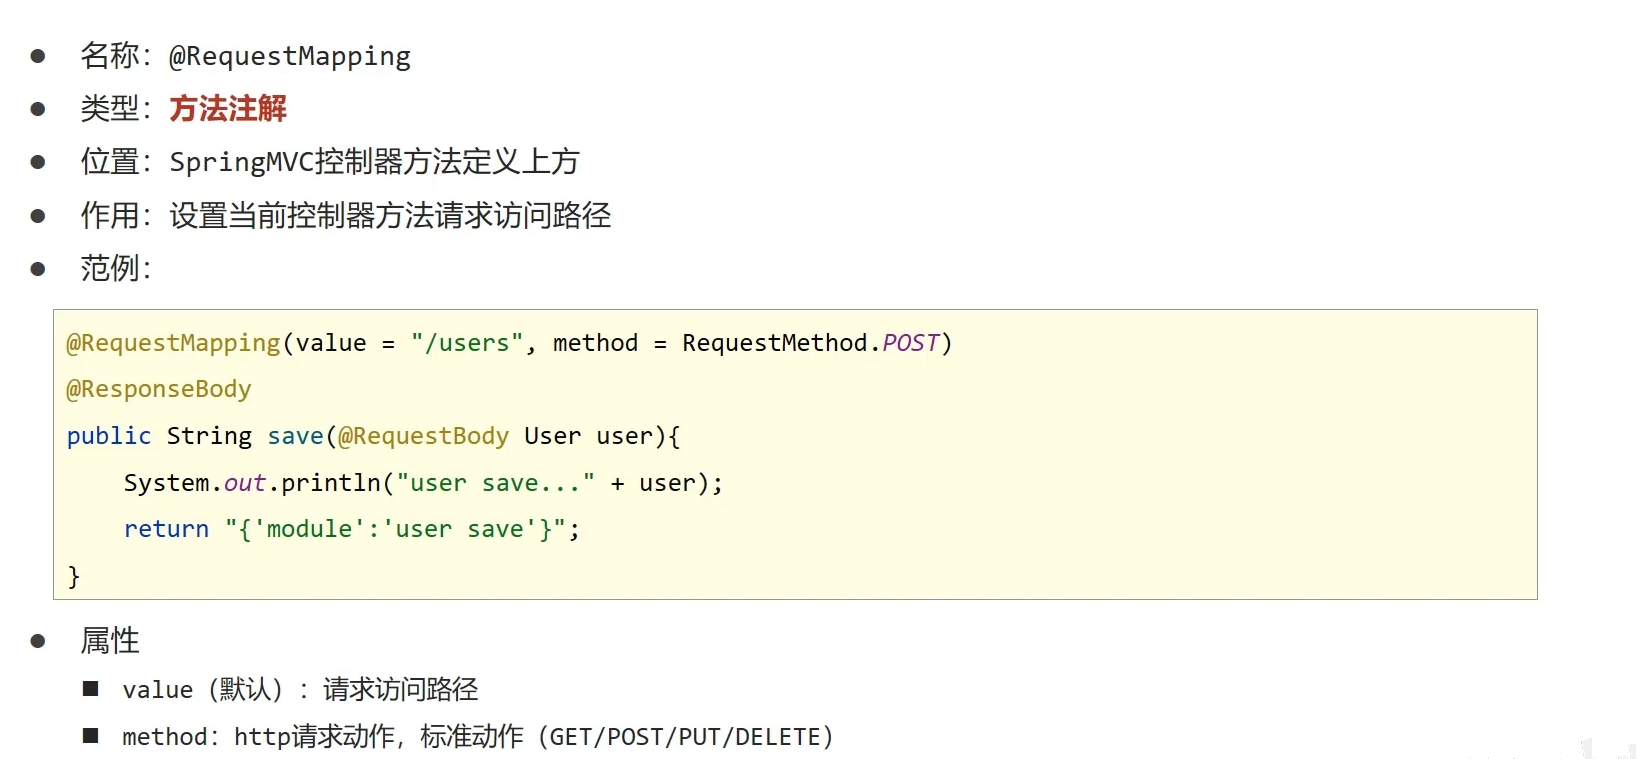 ● 名称：@RequestMapping
● 类型：方法注解
● 位置：SpringMVC控制器方法定义上方
● 作用：设置当前控制器方法请求访问路径
● 范例：
@RequestMapping(value = "/users", method = RequestMethod.POST)
@ResponseBody
public String save(@RequestBody User user){
    System.out.println("user save..." + user);
    return "{'module':'user save'}";
}
● 属性
■ value（默认）：请求访问路径
■ method：http请求动作，标准动作（GET/POST/PUT/DELETE）